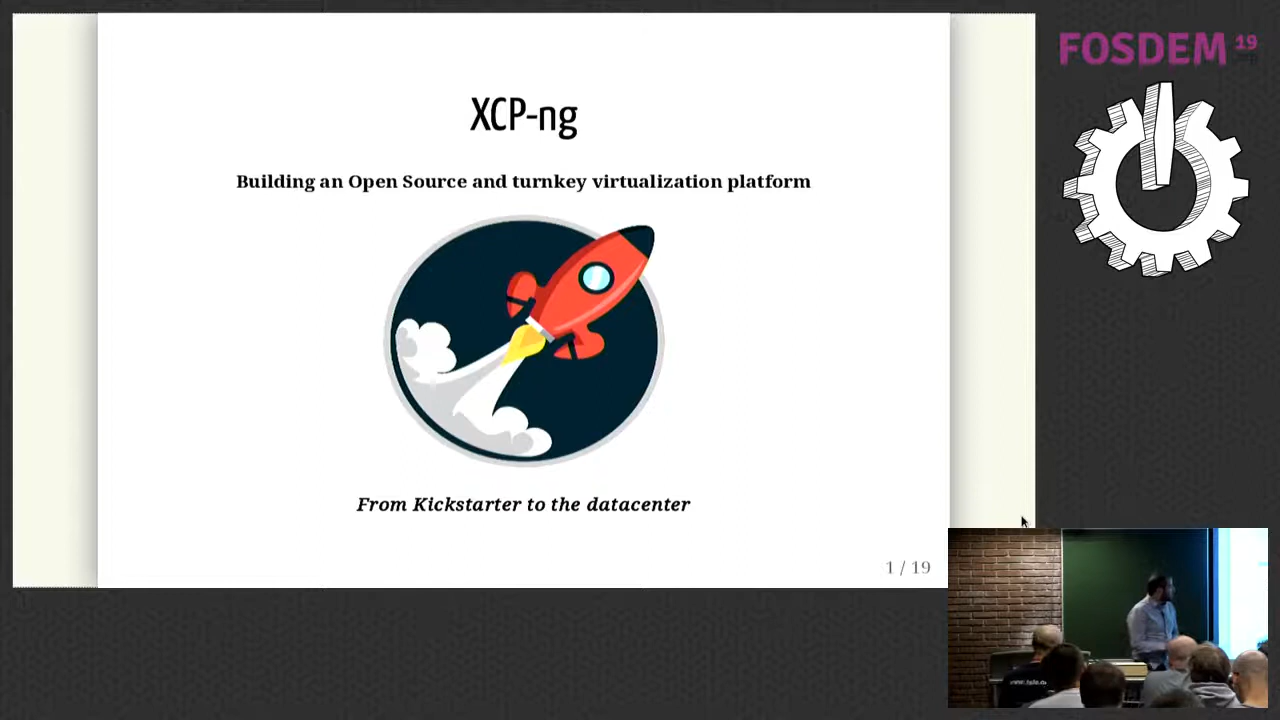 XCP-ng
Building an Open Source and turnkey virtualization platform
From Kickstarter to the datacenter
1 / 19
FOSDEM 19